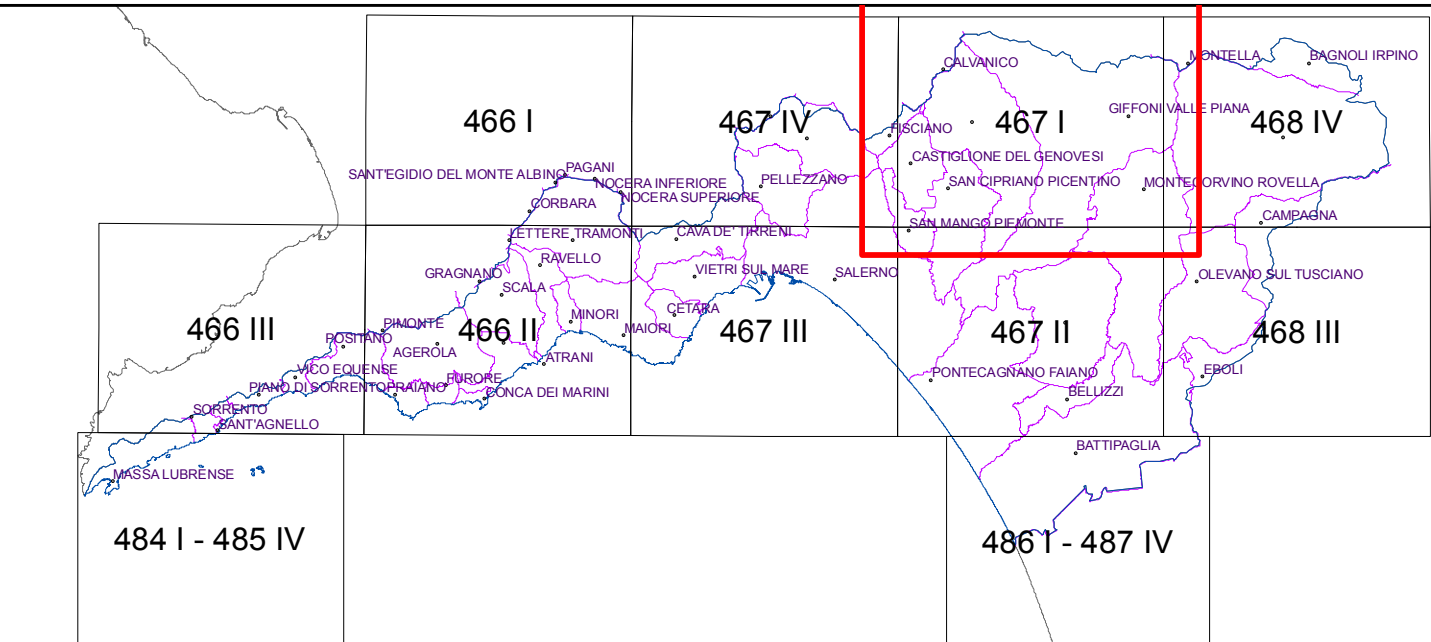 CALVANICO
MONTELLA
BAGNOLI IRPINO
466 I
467 IV
467 I
GIFFONI VALLE PIANA
468 IV
FISCIANO
CASTIGLIONE DEL GENOVESI
SANT'EGIDIO DEL MONTE ALBINO
PAGANI
NOCERA INFERIORE
NOCERA SUPERIORE
PELLEZZANO
SAN CIPRIANO PICENTINO
MONTECORVINO ROVELLA
CORBARA
SAN MANGO PIEMONTE
CAMPAGNA
LETTERE
TRAMONTI
CAVA DE' TIRRENI
RAVELLO
GRAGNANO
SCALA
VIETRI SUL MARE
SALERNO
OLEVANO SUL TUSCIANO
466 III
PIMONTE
466 II
MINORI
MAIORI
CETARA
467 III
467 II
468 III
POSITANO
AGEROLA
ATRANI
VICO EQUENSE
PIANO DI SORRENTO
PRAIANO
FURORE
CONCA DEI MARINI
PONTECAGNANO FAIANO
BELLIZZI
EBOLI
SORRENTO
SANT'AGNELLO
BATTIPAGLIA
MASSA LUBRENSE
484 I - 485 IV
486 I - 487 IV